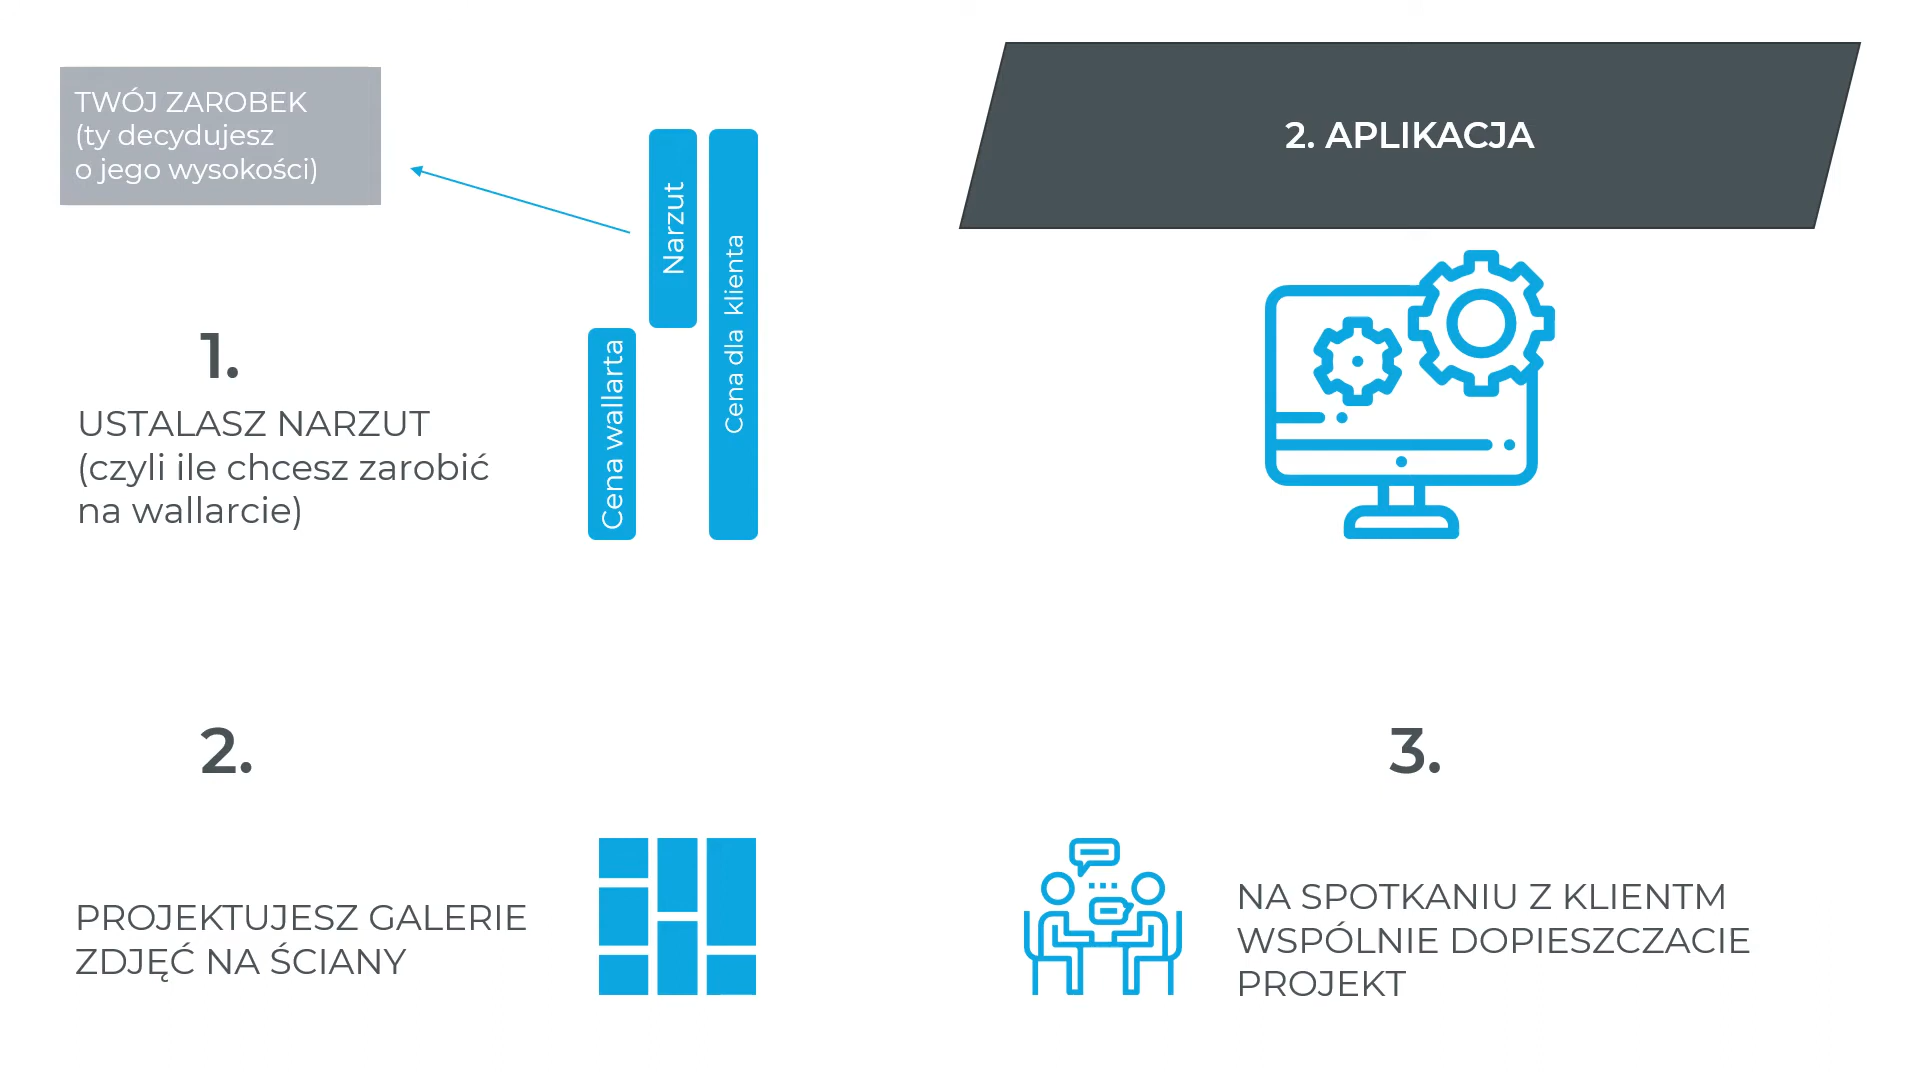 TWÓJ ZAROBEK
(ty decydujesz
o jego wysokości)
Narzut
Cena dla klienta
Cena wallarta
2. APLIKACJA
1.
USTALASZ NARZUT
(czyli ile chcesz zarobić
na wallarcie)
2.
PROJEKTUJESZ GALERIE
ZDJĘĆ NA ŚCIANY
3.
NA SPOTKANIU Z KLIENTM
WSPÓLNIE DOPIESZCZACIE
PROJEKT